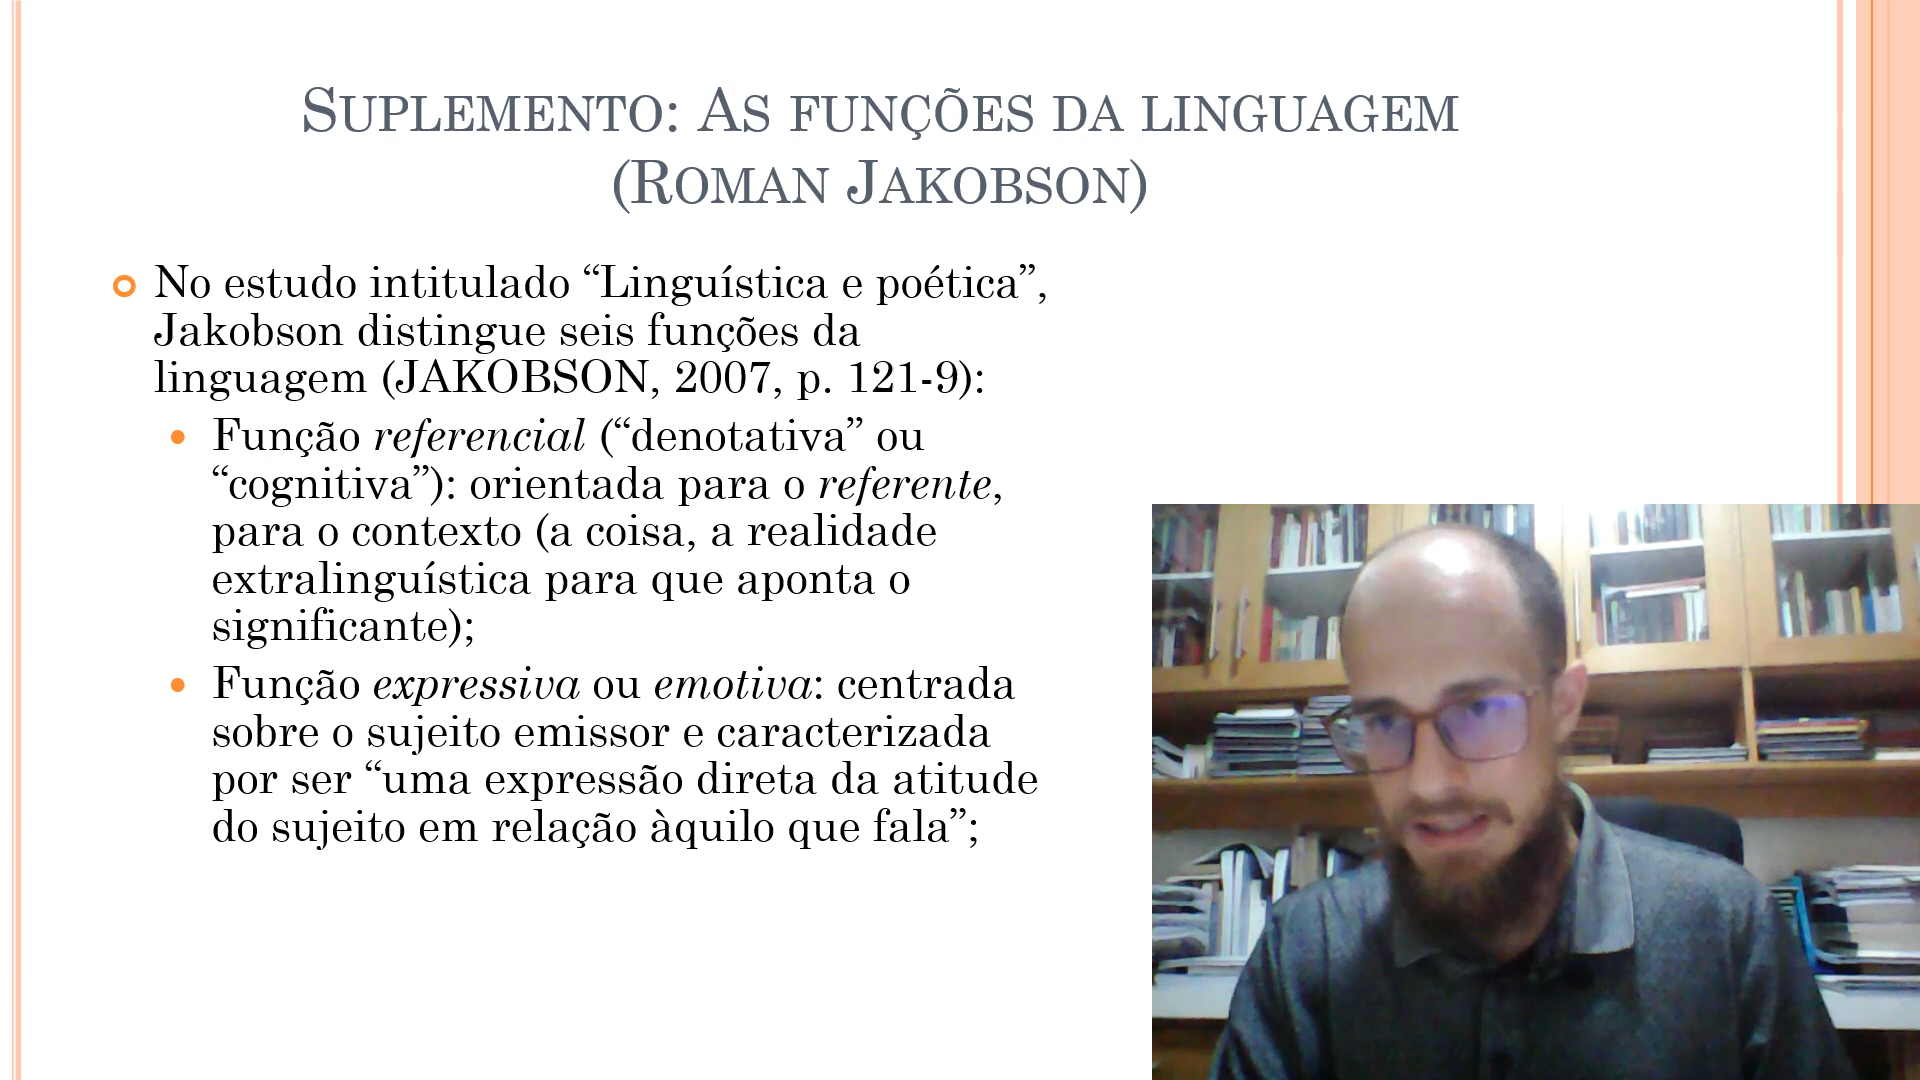 SUPLEMENTO: AS FUNÇÕES DA LINGUAGEM
(ROMAN JAKOBSON)
No estudo intitulado “Linguística e poética”,
Jakobson distingue seis funções da
linguagem (JAKOBSON, 2007, p. 121-9):
Função referencial (“denotativa” ou
“cognitiva”): orientada para o referente,
para o contexto (a coisa, a realidade
extralinguística para que aponta o
significante);
Função expressiva ou emotiva: centrada
sobre o sujeito emissor e caracterizada
por ser “uma expressão direta da atitude
do sujeito em relação àquilo que fala”;